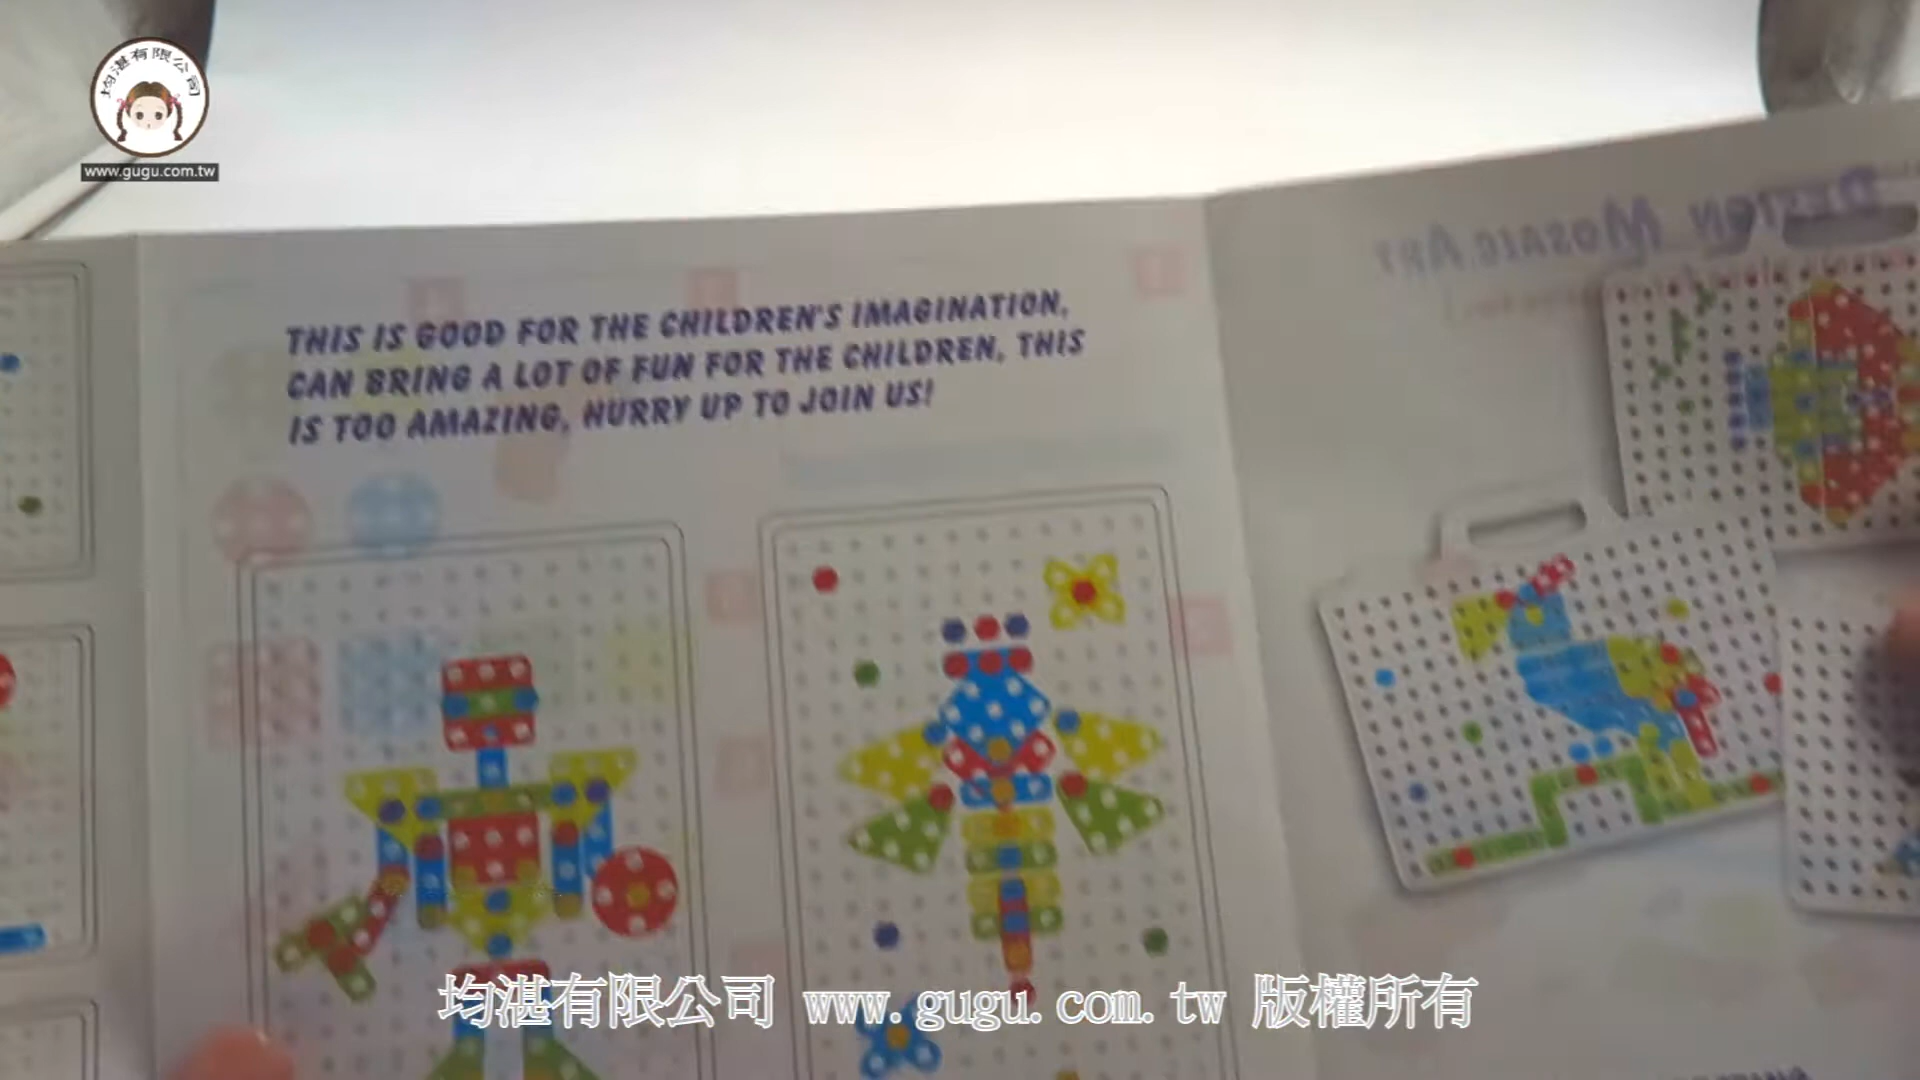 均湛有限公司
www.gugu.com.tw
DESIGN MOSAIC ART
THIS IS GOOD FOR THE CHILDREN'S IMAGINATION,
CAN BRING A LOT OF FUN FOR THE CHILDREN, THIS
IS TOO AMAZING, HURRY UP TO JOIN US!
均湛有限公司 www.gugu.com.tw 版權所有